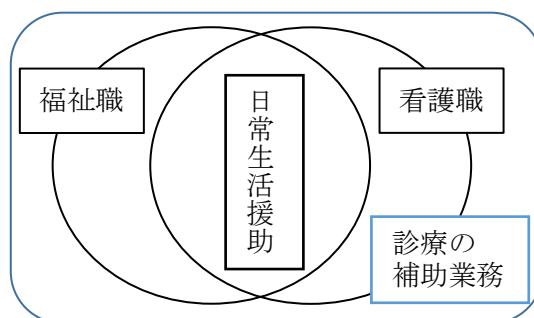 福祉職
日常生活援助
看護職
診療の
補助業務